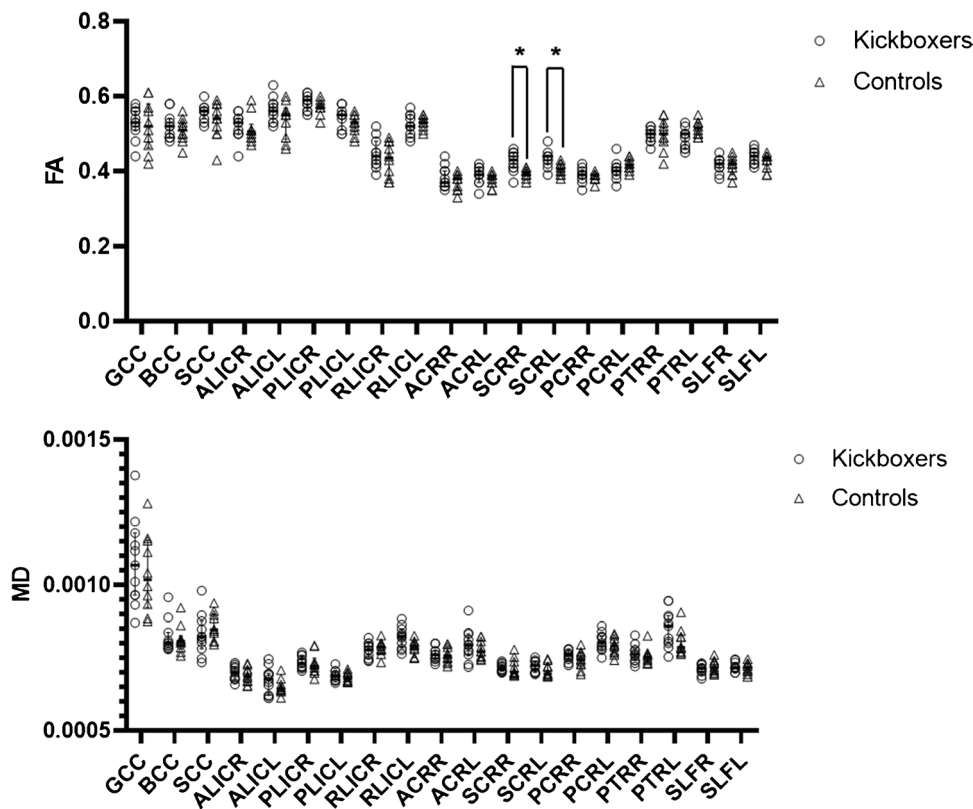 0.8
0.6
0.4
0.2
0.0
FA
* *
Kickboxers
Controls
GCC
BCC
SCC
ALICR
ALICL
PLICR
PLICL
RLICR
RLICL
ACRR
ACRL
SCRR
SCRL
PCRR
PCRL
PTRR
PTRL
SLFR
SLFL
0.0015
0.0010
0.0005
MD
Kickboxers
Controls
GCC
BCC
SCC
ALICR
ALICL
PLICR
PLICL
RLICR
RLICL
ACRR
ACRL
SCRR
SCRL
PCRR
PCRL
PTRR
PTRL
SLFR
SLFL